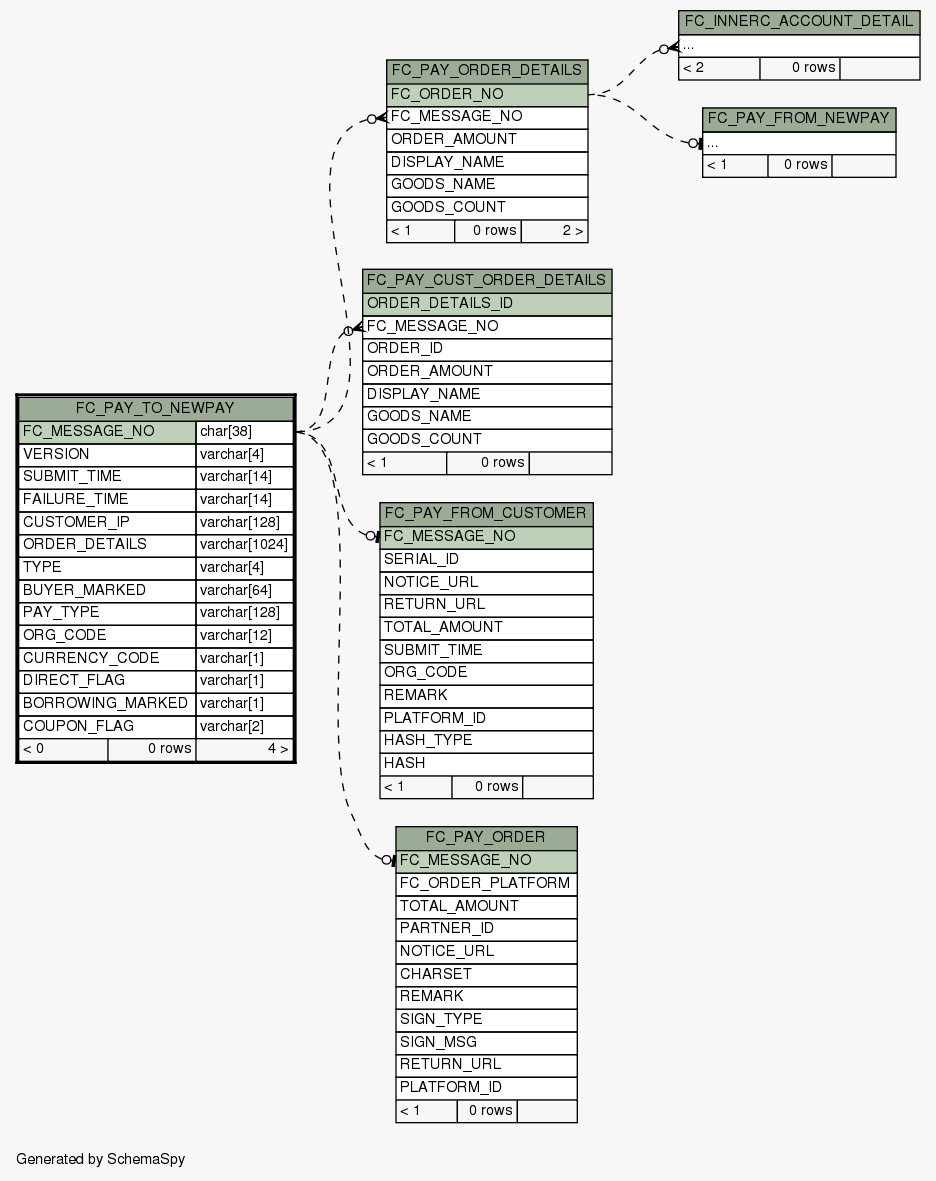 FC_INNERC_ACCOUNT_DETAIL
...
< 2 0 rows
FC_PAY_FROM_NEWPAY
...
< 1 0 rows
FC_PAY_ORDER_DETAILS
FC_ORDER_NO
FC_MESSAGE_NO
ORDER_AMOUNT
DISPLAY_NAME
GOODS_NAME
GOODS_COUNT
< 1 0 rows 2 >
FC_PAY_CUST_ORDER_DETAILS
ORDER_DETAILS_ID
FC_MESSAGE_NO
ORDER_ID
ORDER_AMOUNT
DISPLAY_NAME
GOODS_NAME
GOODS_COUNT
< 1 0 rows
FC_PAY_TO_NEWPAY
FC_MESSAGE_NO char[38]
VERSION varchar[4]
SUBMIT_TIME varchar[14]
FAILURE_TIME varchar[14]
CUSTOMER_IP varchar[128]
ORDER_DETAILS varchar[1024]
TYPE varchar[4]
BUYER_MARKED varchar[64]
PAY_TYPE varchar[128]
ORG_CODE varchar[12]
CURRENCY_CODE varchar[1]
DIRECT_FLAG varchar[1]
BORROWING_MARKED varchar[1]
COUPON_FLAG varchar[2]
< 0 0 rows 4 >
FC_PAY_FROM_CUSTOMER
FC_MESSAGE_NO
SERIAL_ID
NOTICE_URL
RETURN_URL
TOTAL_AMOUNT
SUBMIT_TIME
ORG_CODE
REMARK
PLATFORM_ID
HASH_TYPE
HASH
< 1 0 rows
FC_PAY_ORDER
FC_MESSAGE_NO
FC_ORDER_PLATFORM
TOTAL_AMOUNT
PARTNER_ID
NOTICE_URL
CHARSET
REMARK
SIGN_TYPE
SIGN_MSG
RETURN_URL
PLATFORM_ID
< 1 0 rows
Generated by SchemaSpy